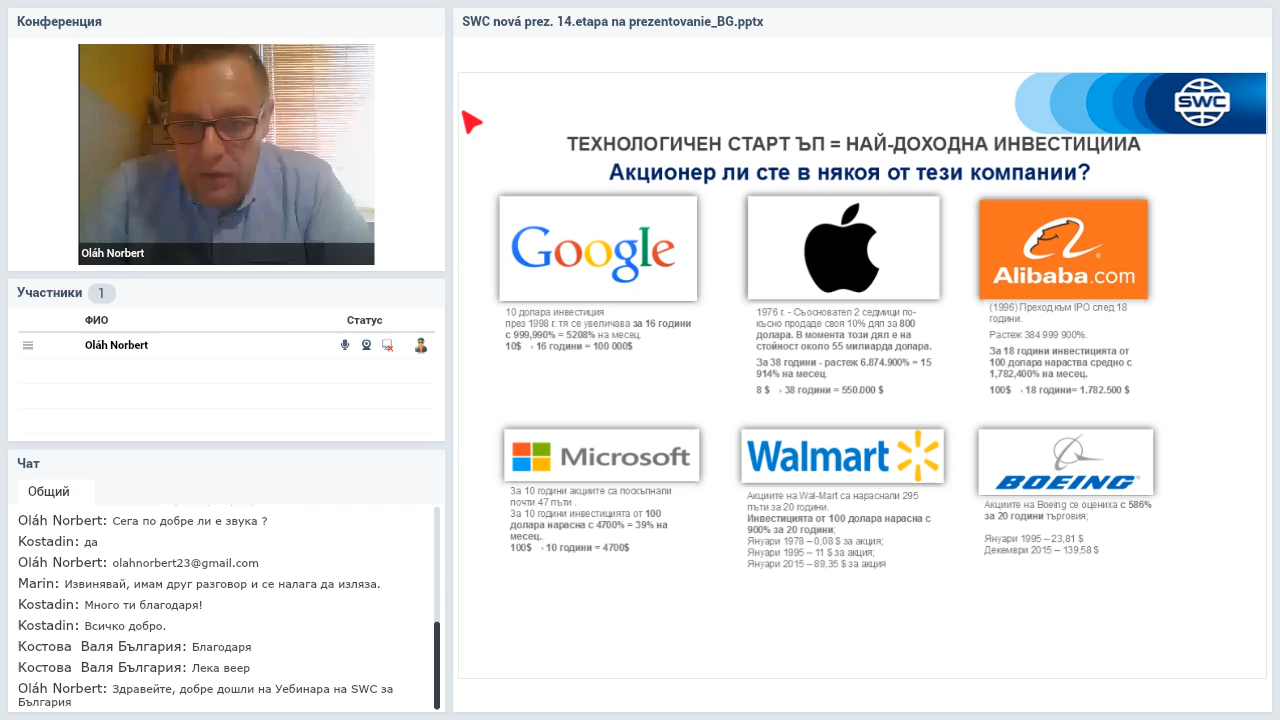 Конференция
Oláh Norbert
Участники 1
ФИО Статус
Oláh Norbert
Чат
Общий
Oláh Norbert: Сега по добре ли е звука ?
Kostadin: да
Oláh Norbert: olahnorbert23@gmail.com
Marin: Извинявай, имам друг разговор и се налага да изляза.
Kostadin: Много ти благодаря!
Kostadin: Всичко добро.
Костова Валя България: Благодаря
Костова Валя България: Лека веер
Oláh Norbert: Здравейте, добре дошли на Уебинара на SWC за
България
SWC nová prez. 14.etapa na prezentovanie_BG.pptx
SWC
ТЕХНОЛОГИЧЕН СТАРТ ЪП = НАЙ-ДОХОДНА ИНВЕСТИЦИИА
Акционер ли сте в някоя от тези компании?
Google
10 долара инвестиция
през 1998 г. тя се увеличава за 16 години
с 999,990% = 5208% на месец.
10$ → 16 години = 100 000$
1976 г. - Съосновател 2 седмици по-
късно продаде своя 10% дял за 800
долара. В момента този дял е на
стойност около 55 милиарда долара.
За 38 години - растеж 6.874.900% = 15
914% на месец.
8 $ → 38 години = 550.000 $
Alibaba.com
(1996) Преход към IPO след 18
години.
Растеж 384 999 900%.
За 18 години инвестицията от
100 долара нараства средно с
1,782,400% на месец.
100$ → 18 години= 1.782.500 $
Microsoft
За 10 години акциите са поскъпнали
почти 47 пъти .
За 10 години инвестицията от 100
долара нарасна с 4700% = 39% на
месец.
100$ → 10 години = 4700$
Walmart
Акциите на Wal-Mart са нараснали 295
пъти за 20 години.
Инвестицията от 100 долара нарасна с
900% за 20 години;
Януари 1978 – 0,08 $ за акция;
Януари 1995 – 11 $ за акция;
Януари 2015 – 89,35 $ за акция
BOEING
Акциите на Boeing се оцениха с 586%
за 20 години търговия;
Януари 1995 – 23,81 $
Декември 2015 – 139,58 $